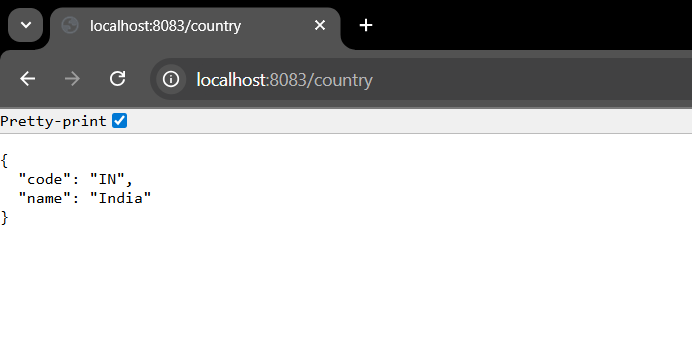 localhost:8083/country
localhost:8083/country
Pretty-print
{
  "code": "IN",
  "name": "India"
}